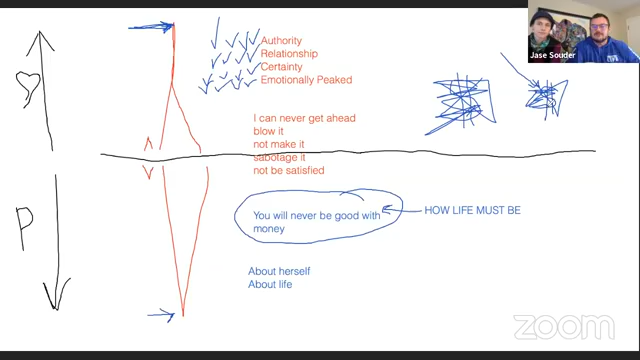 Authority
Relationship
Certainty
Emotionally Peaked
I can never get ahead
blow it
not make it
sabotage it
not be satisfied
P
You will never be good with
money
HOW LIFE MUST BE
About herself
About life
Jase Souder
zoom